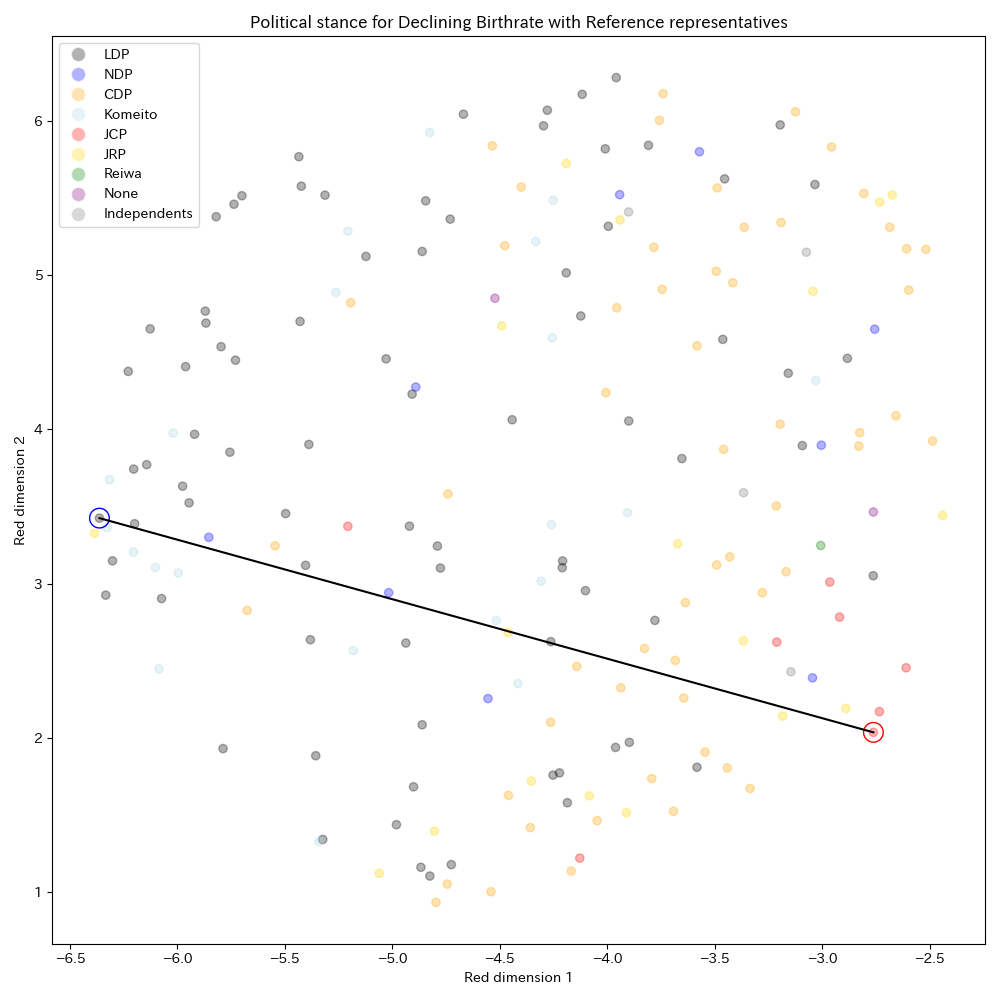 Political stance for Declining Birthrate with Reference representatives
LDP
NDP
CDP
Komeito
JCP
JRP
Reiwa
None
Independents
Red dimension 2
6
5
4
3
2
1
−6.5 −6.0 −5.5 −5.0 −4.5 −4.0 −3.5 −3.0 −2.5
Red dimension 1